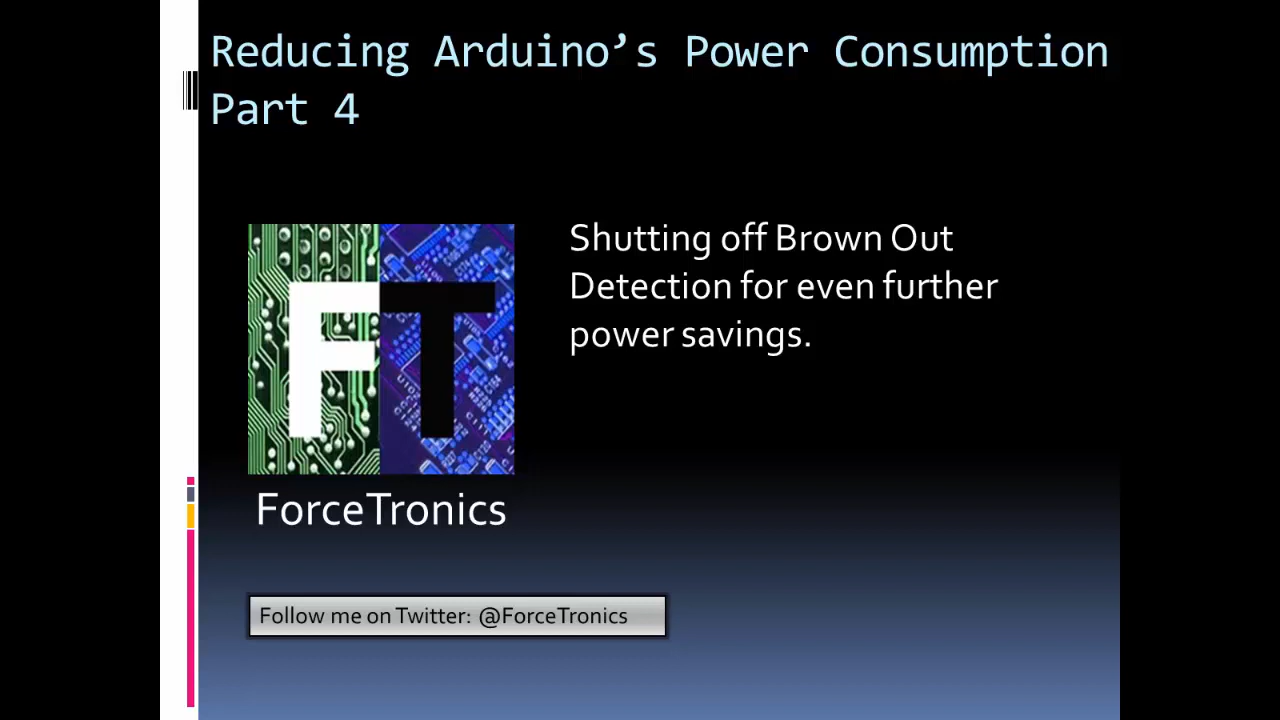 Reducing Arduino’s Power Consumption
Part 4
Shutting off Brown Out
Detection for even further
power savings.
FT
ForceTronics
Follow me on Twitter: @ForceTronics